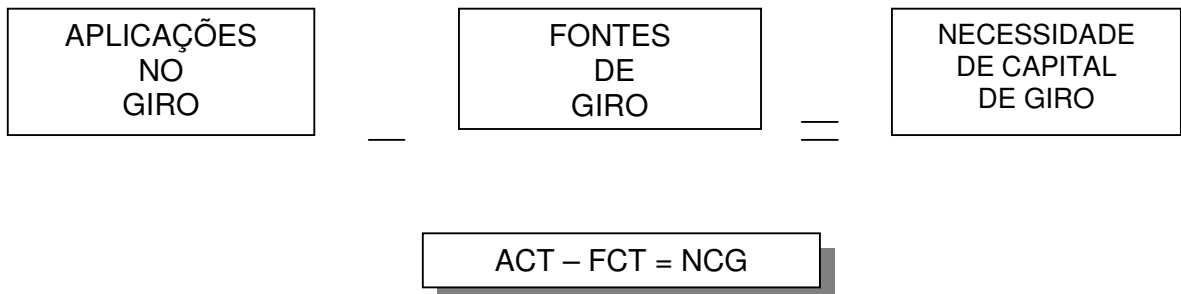 APLICAÇÕES
NO
GIRO
–
FONTES
DE
GIRO
=
NECESSIDADE
DE CAPITAL
DE GIRO
ACT – FCT = NCG